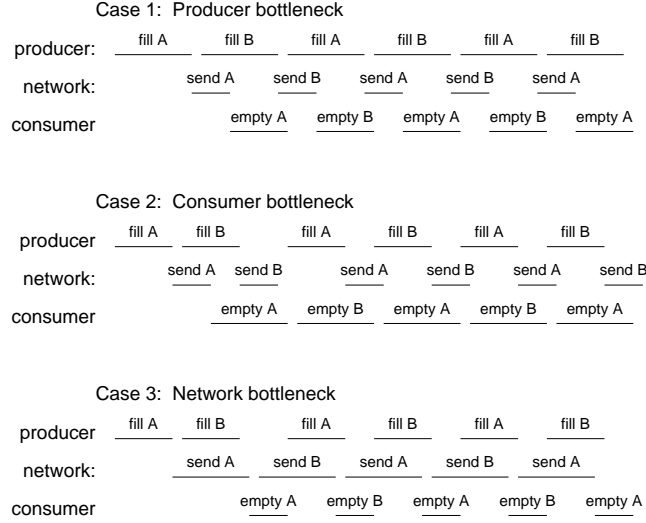 Case 1: Producer bottleneck
producer: fill A fill B fill A fill B fill A fill B
network: send A send B send A send B send A
consumer empty A empty B empty A empty B empty A
Case 2: Consumer bottleneck
producer fill A fill B fill A fill B fill A fill B
network: send A send B send A send B send A send B
consumer empty A empty B empty A empty B empty A
Case 3: Network bottleneck
producer fill A fill B fill A fill B fill A fill B
network: send A send B send A send B send A
consumer empty A empty B empty A empty B empty A